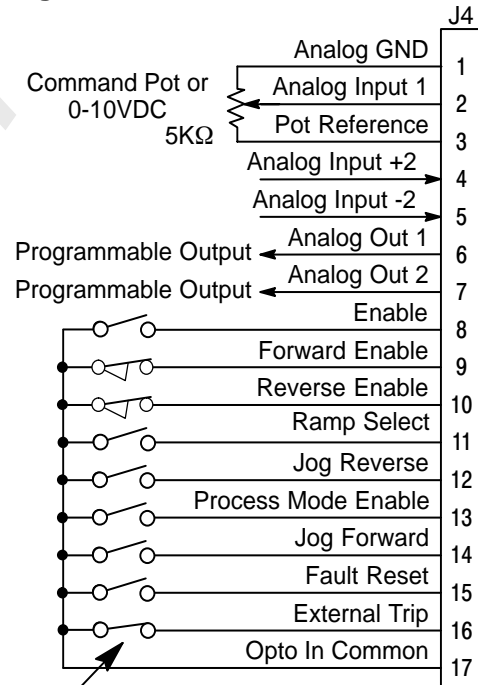 J4
Analog GND 1
Command Pot or
0-10VDC
Analog Input 1 2
5KΩ Pot Reference 3
Analog Input +2 4
Analog Input -2 5
Programmable Output Analog Out 1 6
Programmable Output Analog Out 2 7
Enable 8
Forward Enable 9
Reverse Enable 10
Ramp Select 11
Jog Reverse 12
Process Mode Enable 13
Jog Forward 14
Fault Reset 15
External Trip 16
Opto In Common 17